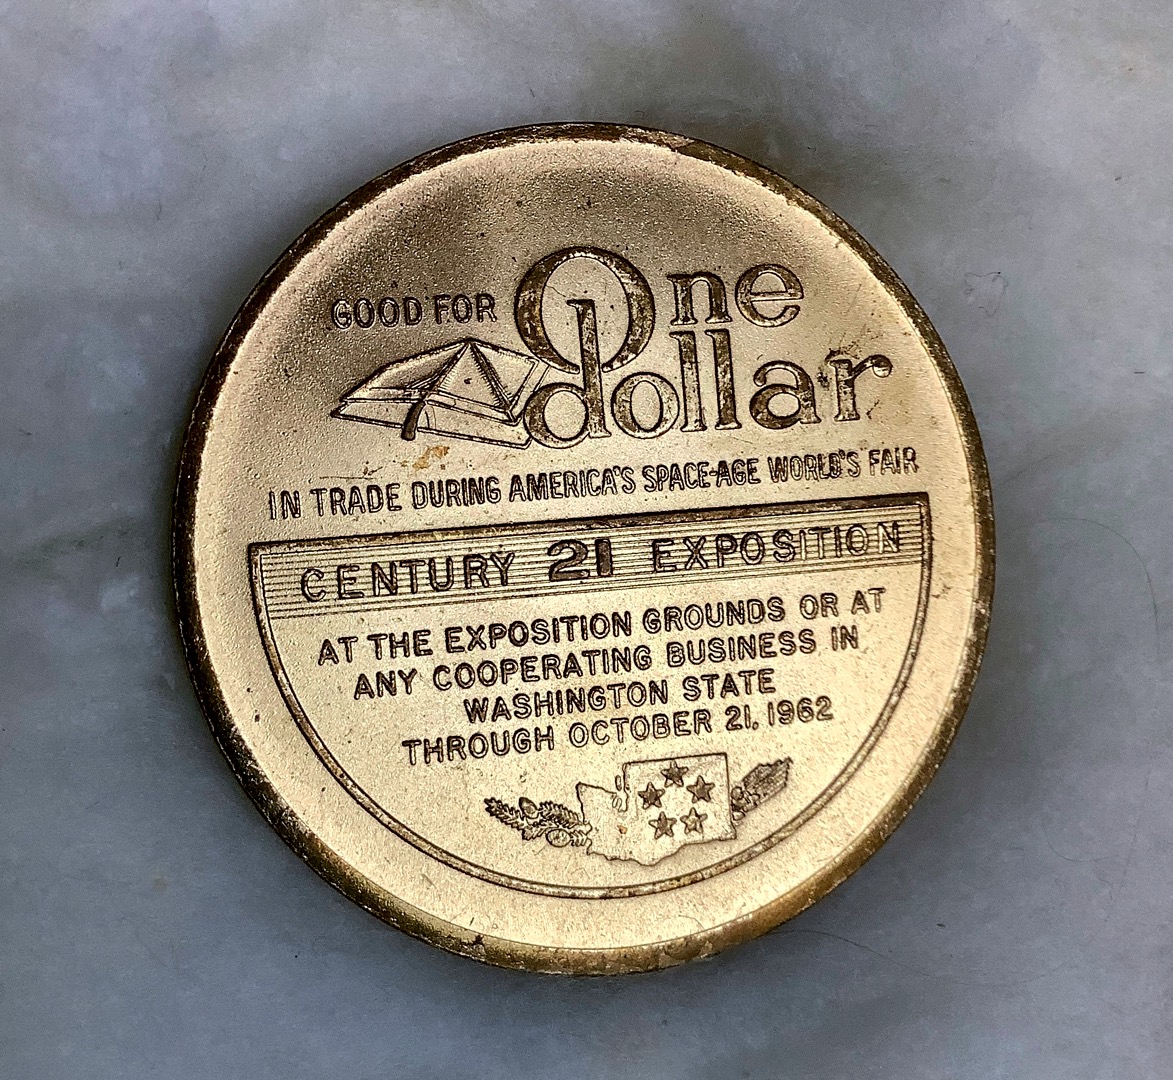 GOOD FOR One
dollar
IN TRADE DURING AMERICA'S SPACE-AGE WORLD'S FAIR
CENTURY 21 EXPOSITION
AT THE EXPOSITION GROUNDS OR AT
ANY COOPERATING BUSINESS IN
WASHINGTON STATE
THROUGH OCTOBER 21, 1962